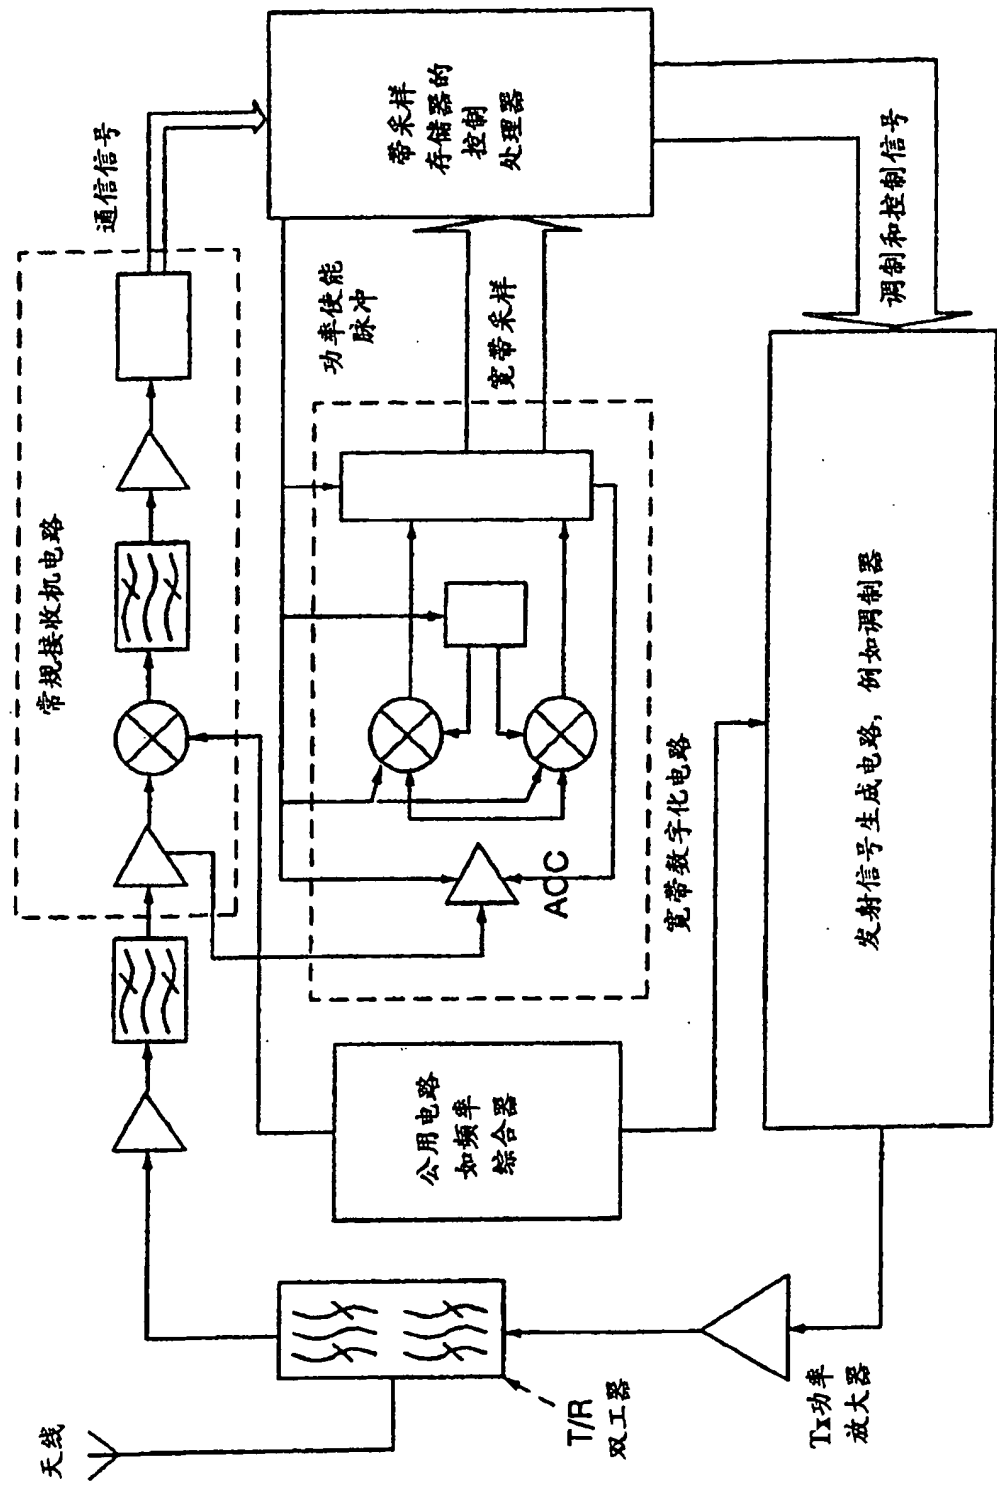 天线
T/R
双工器
Tx功率
放大器
公用电路
如频率
综合器
常规接收机电路
通信信号
功率使能
脉冲
宽带采样
AOC
宽带数字化电路
带采样
存储器的
控制
处理器
调制和控制信号
发射信号生成电路,例如调制器